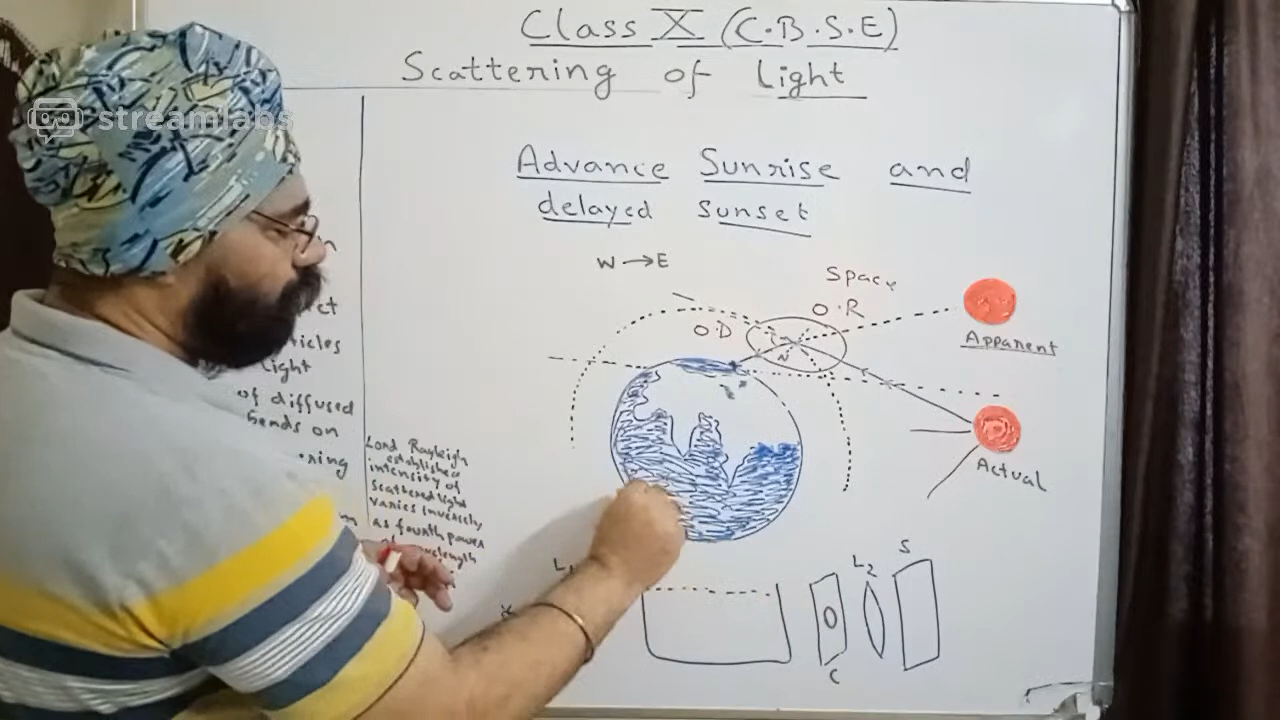 streamlabs
Class X (C.B.S.E)
Scattering of Light
Advance Sunrise and
delayed Sunset
W → E
Space
O.R
O.D
N
Apparent
Actual
ct
ticles
light
of diffused
on
ring
Lord Rayleigh
established
intensity of
Scattered light
varies inversely
as fourth power
L1
L2
S
C